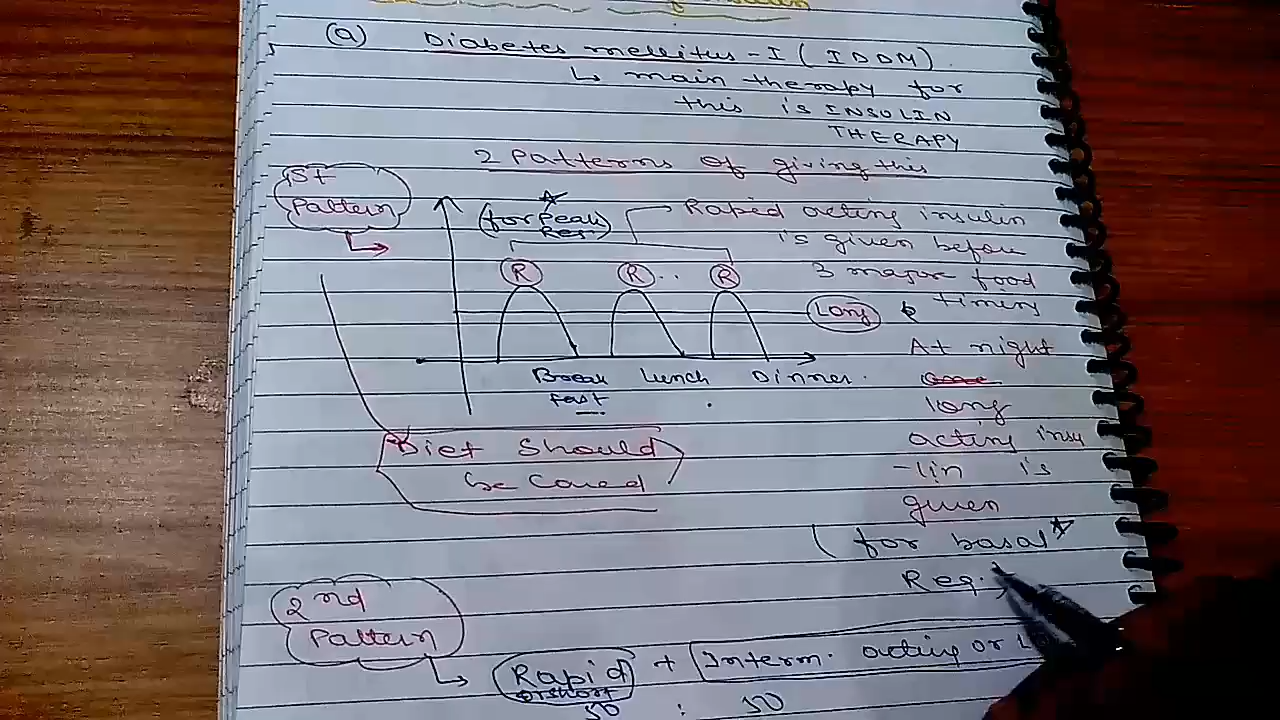 (a) Diabetes mellitus-I (IDDM)
↳ main therapy for
this is INSULIN
THERAPY
2 Patterns of giving this
1st
Pattern
(for Peak
Req.)
Rapid acting insulin
is given before
3 major food
timing
R R .. R
Long
At night
long
acting insu
-lin is
given
(for basal
Req.)
Break Lunch Dinner.
fast
Diet Should
be Cared
2nd
Pattern
Rapid + Interm. acting or L
or short
50 : 50